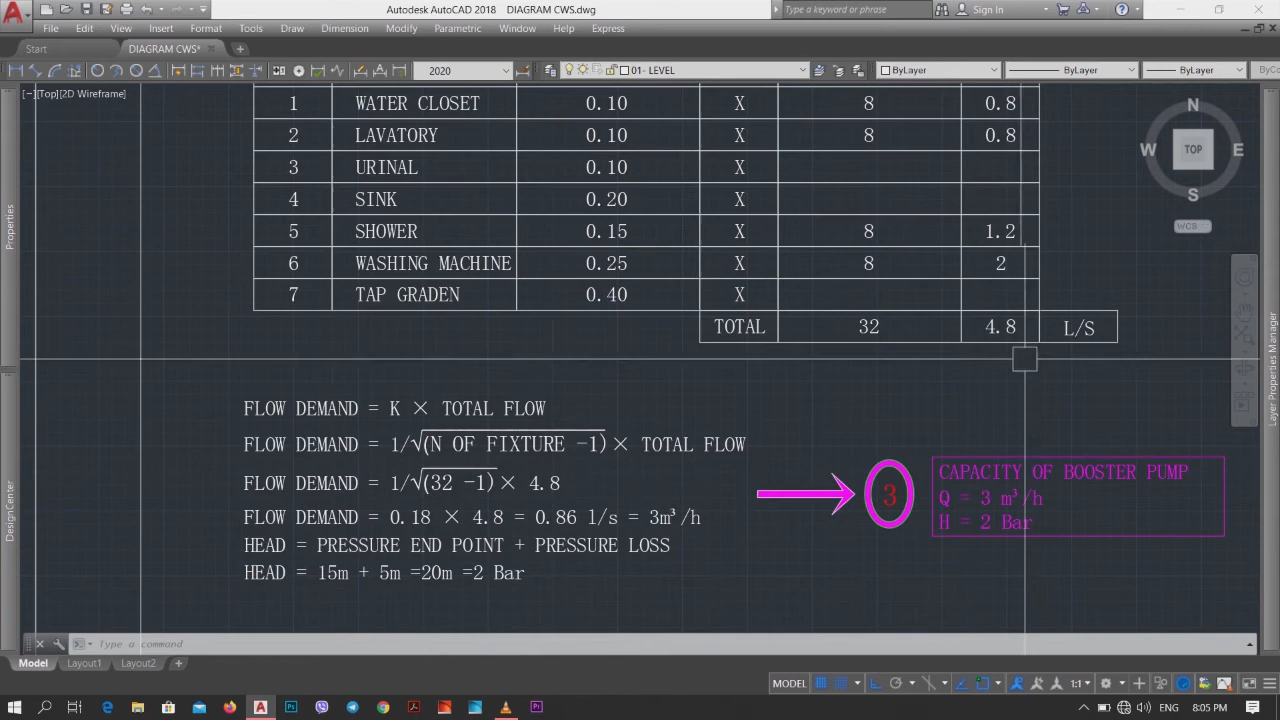 Autodesk AutoCAD 2018 DIAGRAM CWS.dwg
Type a keyword or phrase
Sign In
File Edit View Insert Format Tools Draw Dimension Modify Parametric Window Help Express
Start DIAGRAM CWS*
2020 01- LEVEL ByLayer ByLayer ByLayer ByCo
[−][Top][2D Wireframe]
1 WATER CLOSET 0.10 X 8 0.8
2 LAVATORY 0.10 X 8 0.8
3 URINAL 0.10 X
4 SINK 0.20 X
5 SHOWER 0.15 X 8 1.2
6 WASHING MACHINE 0.25 X 8 2
7 TAP GRADEN 0.40 X
TOTAL 32 4.8 L/S
N
W TOP E
S
WCS
Properties
DesignCenter
Layer Properties Manager
FLOW DEMAND = K × TOTAL FLOW
FLOW DEMAND = 1/√(N OF FIXTURE −1) × TOTAL FLOW
FLOW DEMAND = 1/√(32 −1) × 4.8
FLOW DEMAND = 0.18 × 4.8 = 0.86 l/s = 3m³/h
HEAD = PRESSURE END POINT + PRESSURE LOSS
HEAD = 15m + 5m =20m =2 Bar
3
CAPACITY OF BOOSTER PUMP
Q = 3 m³/h
H = 2 Bar
Type a command
Model Layout1 Layout2
MODEL 1:1
ENG 8:05 PM